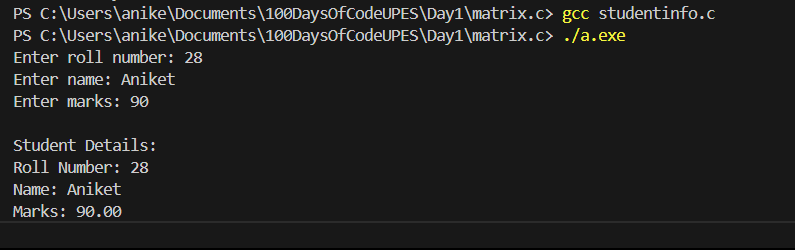 PS C:\Users\anike\Documents\100DaysOfCodeUPES\Day1\matrix.c> gcc studentinfo.c
PS C:\Users\anike\Documents\100DaysOfCodeUPES\Day1\matrix.c> ./a.exe
Enter roll number: 28
Enter name: Aniket
Enter marks: 90

Student Details:
Roll Number: 28
Name: Aniket
Marks: 90.00